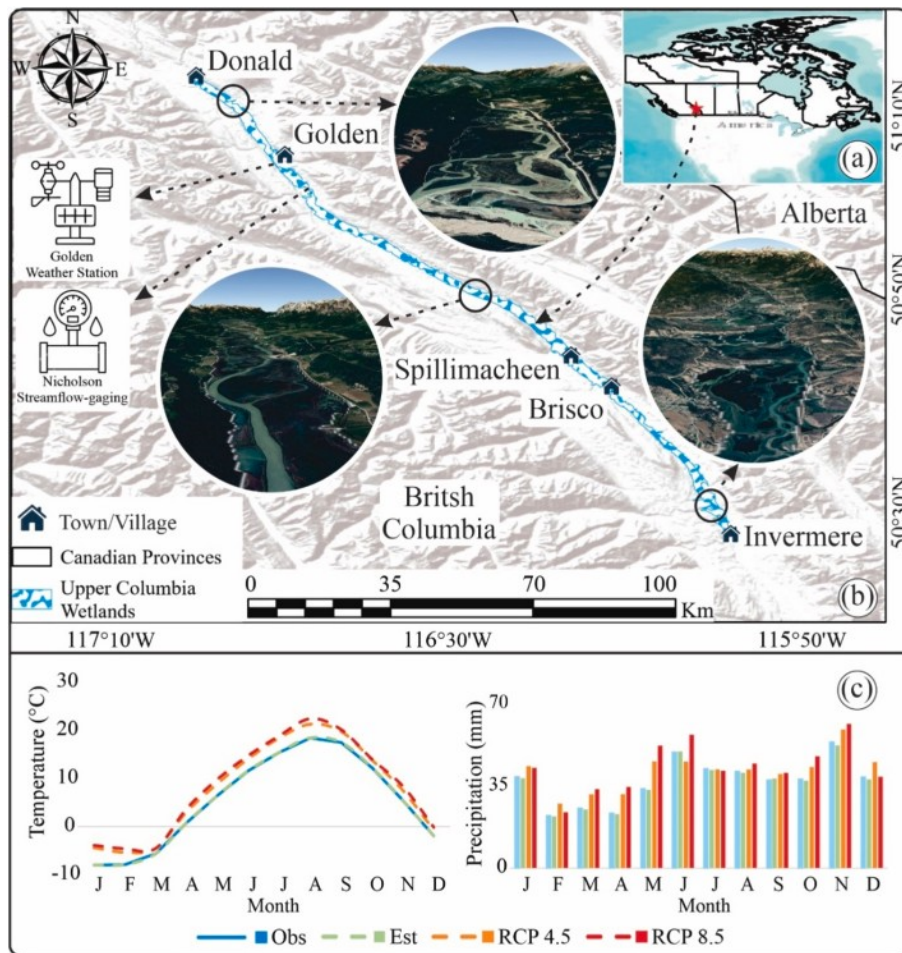 N
W E
S
Donald
Golden
Golden
Weather Station
Nicholson
Streamflow-gaging
America
(a)
Alberta
51°10'N
50°50'N
50°30'N
Spillimacheen
Brisco
Britsh
Columbia
Invermere
Town/Village
Canadian Provinces
Upper Columbia
Wetlands
0 35 70 100
Km
(b)
117°10'W 116°30'W 115°50'W
(c)
Temperature (°C)
30
20
10
0
-10
J F M A M J J A S O N D
Month
Precipitation (mm)
70
35
0
J F M A M J J A S O N D
Month
Obs Est RCP 4.5 RCP 8.5